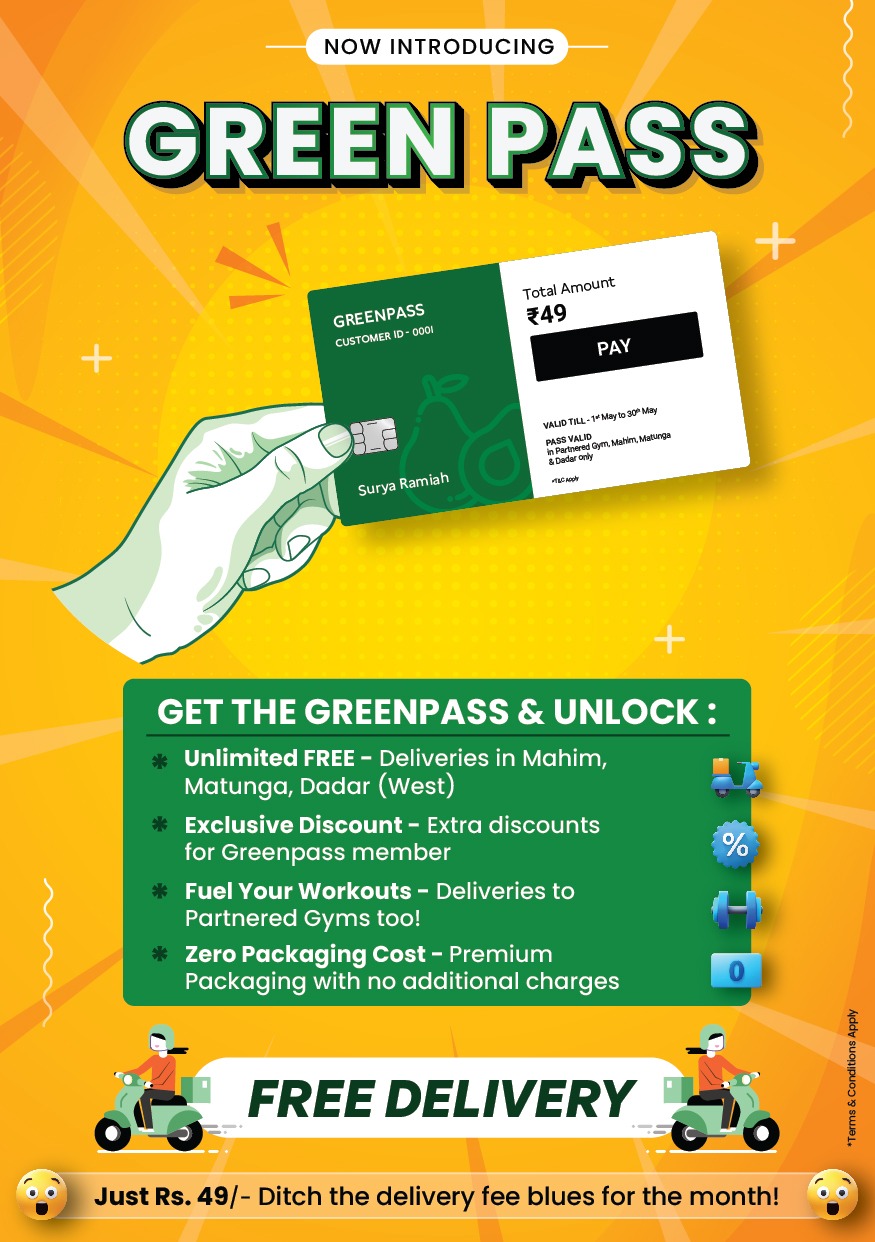 NOW INTRODUCING
GREEN PASS
GREENPASS
CUSTOMER ID - 0001
Surya Ramiah
Total Amount
₹49
PAY
VALID TILL - 1st May to 30th May
PASS VALID
in Partnered Gym, Mahim, Matunga
& Dadar only
*T&C Apply
GET THE GREENPASS & UNLOCK :
Unlimited FREE - Deliveries in Mahim,
Matunga, Dadar (West)
Exclusive Discount - Extra discounts
for Greenpass member
%
Fuel Your Workouts - Deliveries to
Partnered Gyms too!
Zero Packaging Cost - Premium
Packaging with no additional charges
0
FREE DELIVERY
*Terms & Conditions Apply
Just Rs. 49/- Ditch the delivery fee blues for the month!